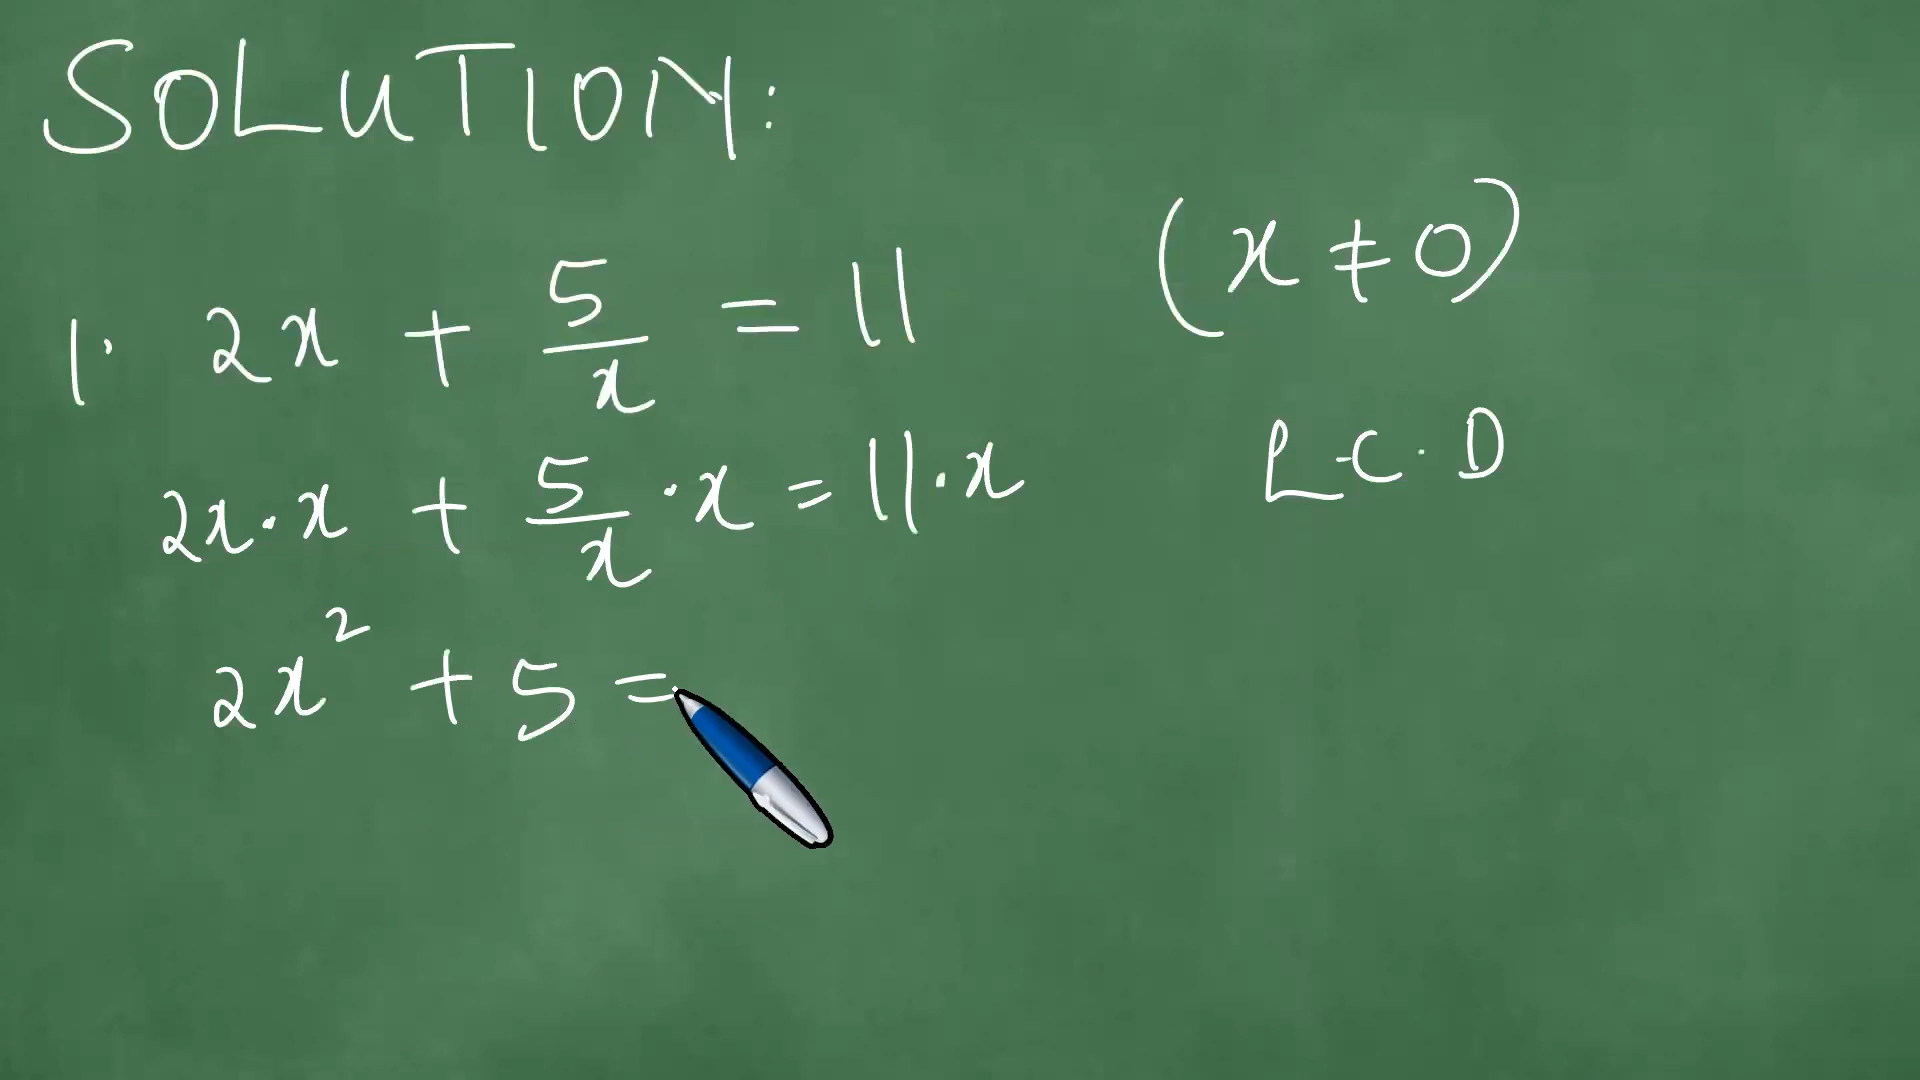 SOLUTION:
(x ≠ 0)
1. 2x + 5/x = 11
L.C.D
2x·x + 5/x ·x = 11·x
2x² + 5 =